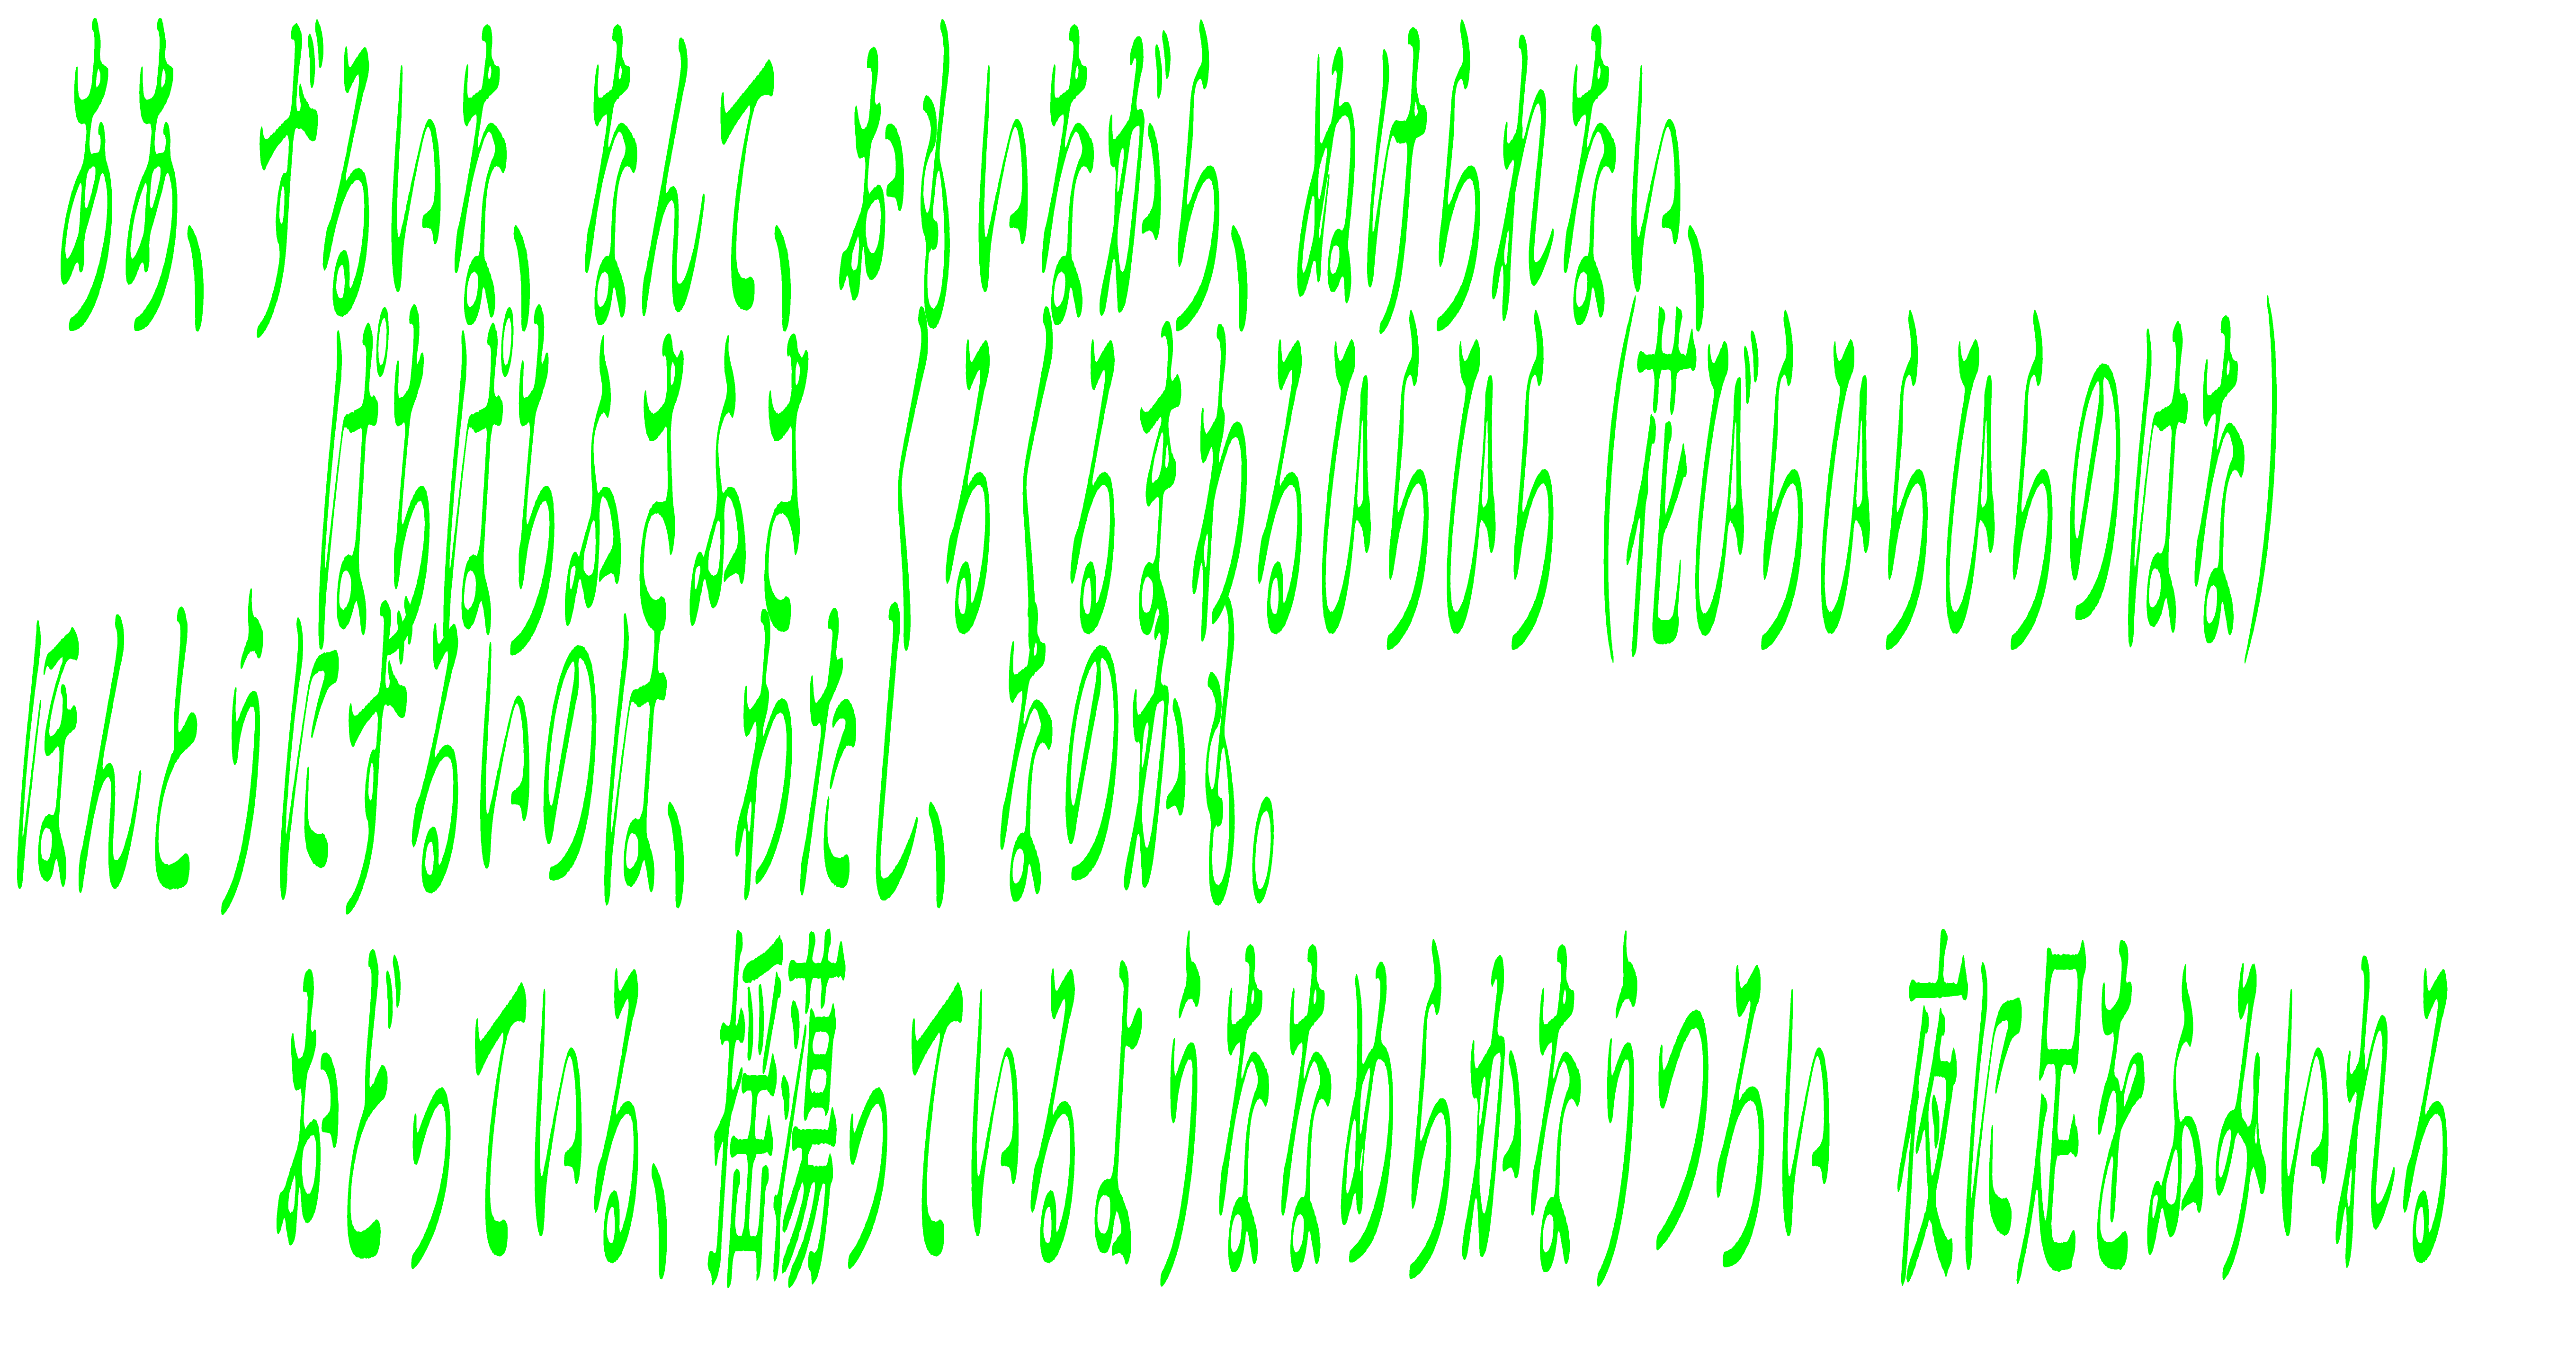 ああ、ずるいな、なんて、おもいながら、ぬけられない、
ぱちぱちふこふこ くるくるまわるひらひら (花びらひらひらのはな)
ほんとうにずるいのは、わたし、なのかも。
おどっている、揺蕩っているようななめらかなうつろい 夜に足をふみいれる